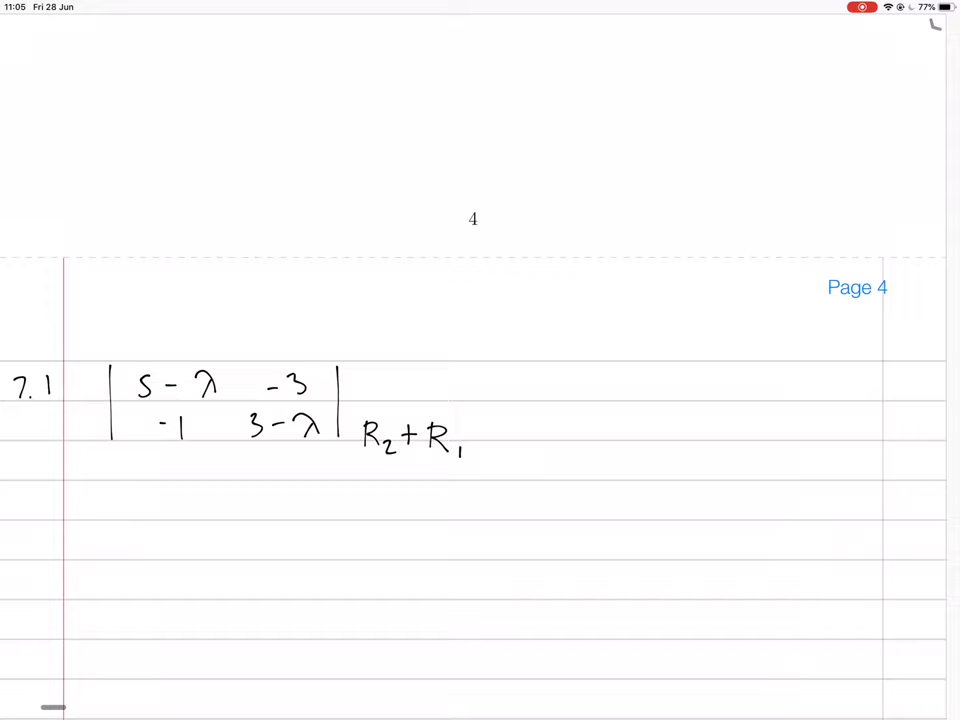 11:05 Fri 28 Jun 77%
4
Page 4
7.1 | 5 - λ -3 |
| -1 3 - λ | R₂ + R₁